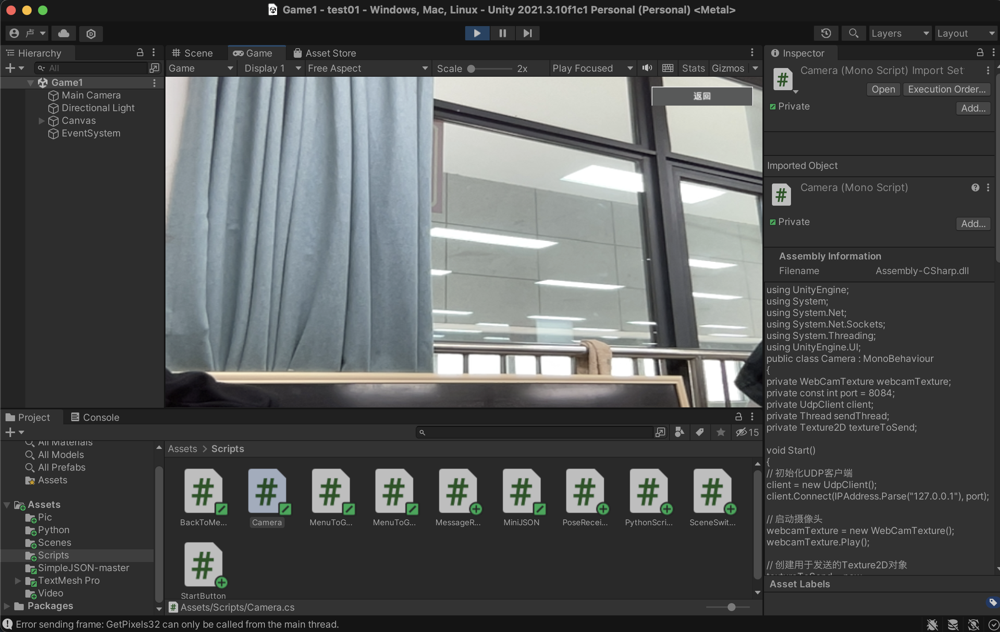 Game1 - test01 - Windows, Mac, Linux - Unity 2021.3.10f1c1 Personal (Personal) <Metal>
卢
Layers
Layout
Hierarchy
All
Game1
Main Camera
Directional Light
Canvas
EventSystem
Scene
Game
Asset Store
Game
Display 1
Free Aspect
Scale
2x
Play Focused
Stats
Gizmos
返回
Inspector
Camera (Mono Script) Import Set
Open
Execution Order...
Private
Add...
Imported Object
Camera (Mono Script)
Private
Add...
Assembly Information
Filename
Assembly-CSharp.dll
using UnityEngine;
using System;
using System.Net;
using System.Net.Sockets;
using System.Threading;
using UnityEngine.UI;
public class Camera : MonoBehaviour
{
private WebCamTexture webcamTexture;
private const int port = 8084;
private UdpClient client;
private Thread sendThread;
private Texture2D textureToSend;
void Start()
{
// 初始化UDP客户端
client = new UdpClient();
client.Connect(IPAddress.Parse("127.0.0.1"), port);
// 启动摄像头
webcamTexture = new WebCamTexture();
webcamTexture.Play();
// 创建用于发送的Texture2D对象
Asset Labels
Project
Console
15
All Materials
All Models
All Prefabs
Assets
Assets
Pic
Python
Scenes
Scripts
SimpleJSON-master
TextMesh Pro
Video
Packages
Assets > Scripts
BackToMe...
Camera
MenuToG...
MenuToG...
MessageR...
MiniJSON
PoseRecei...
PythonScri...
SceneSwit...
StartButton
Assets/Scripts/Camera.cs
Error sending frame: GetPixels32 can only be called from the main thread.